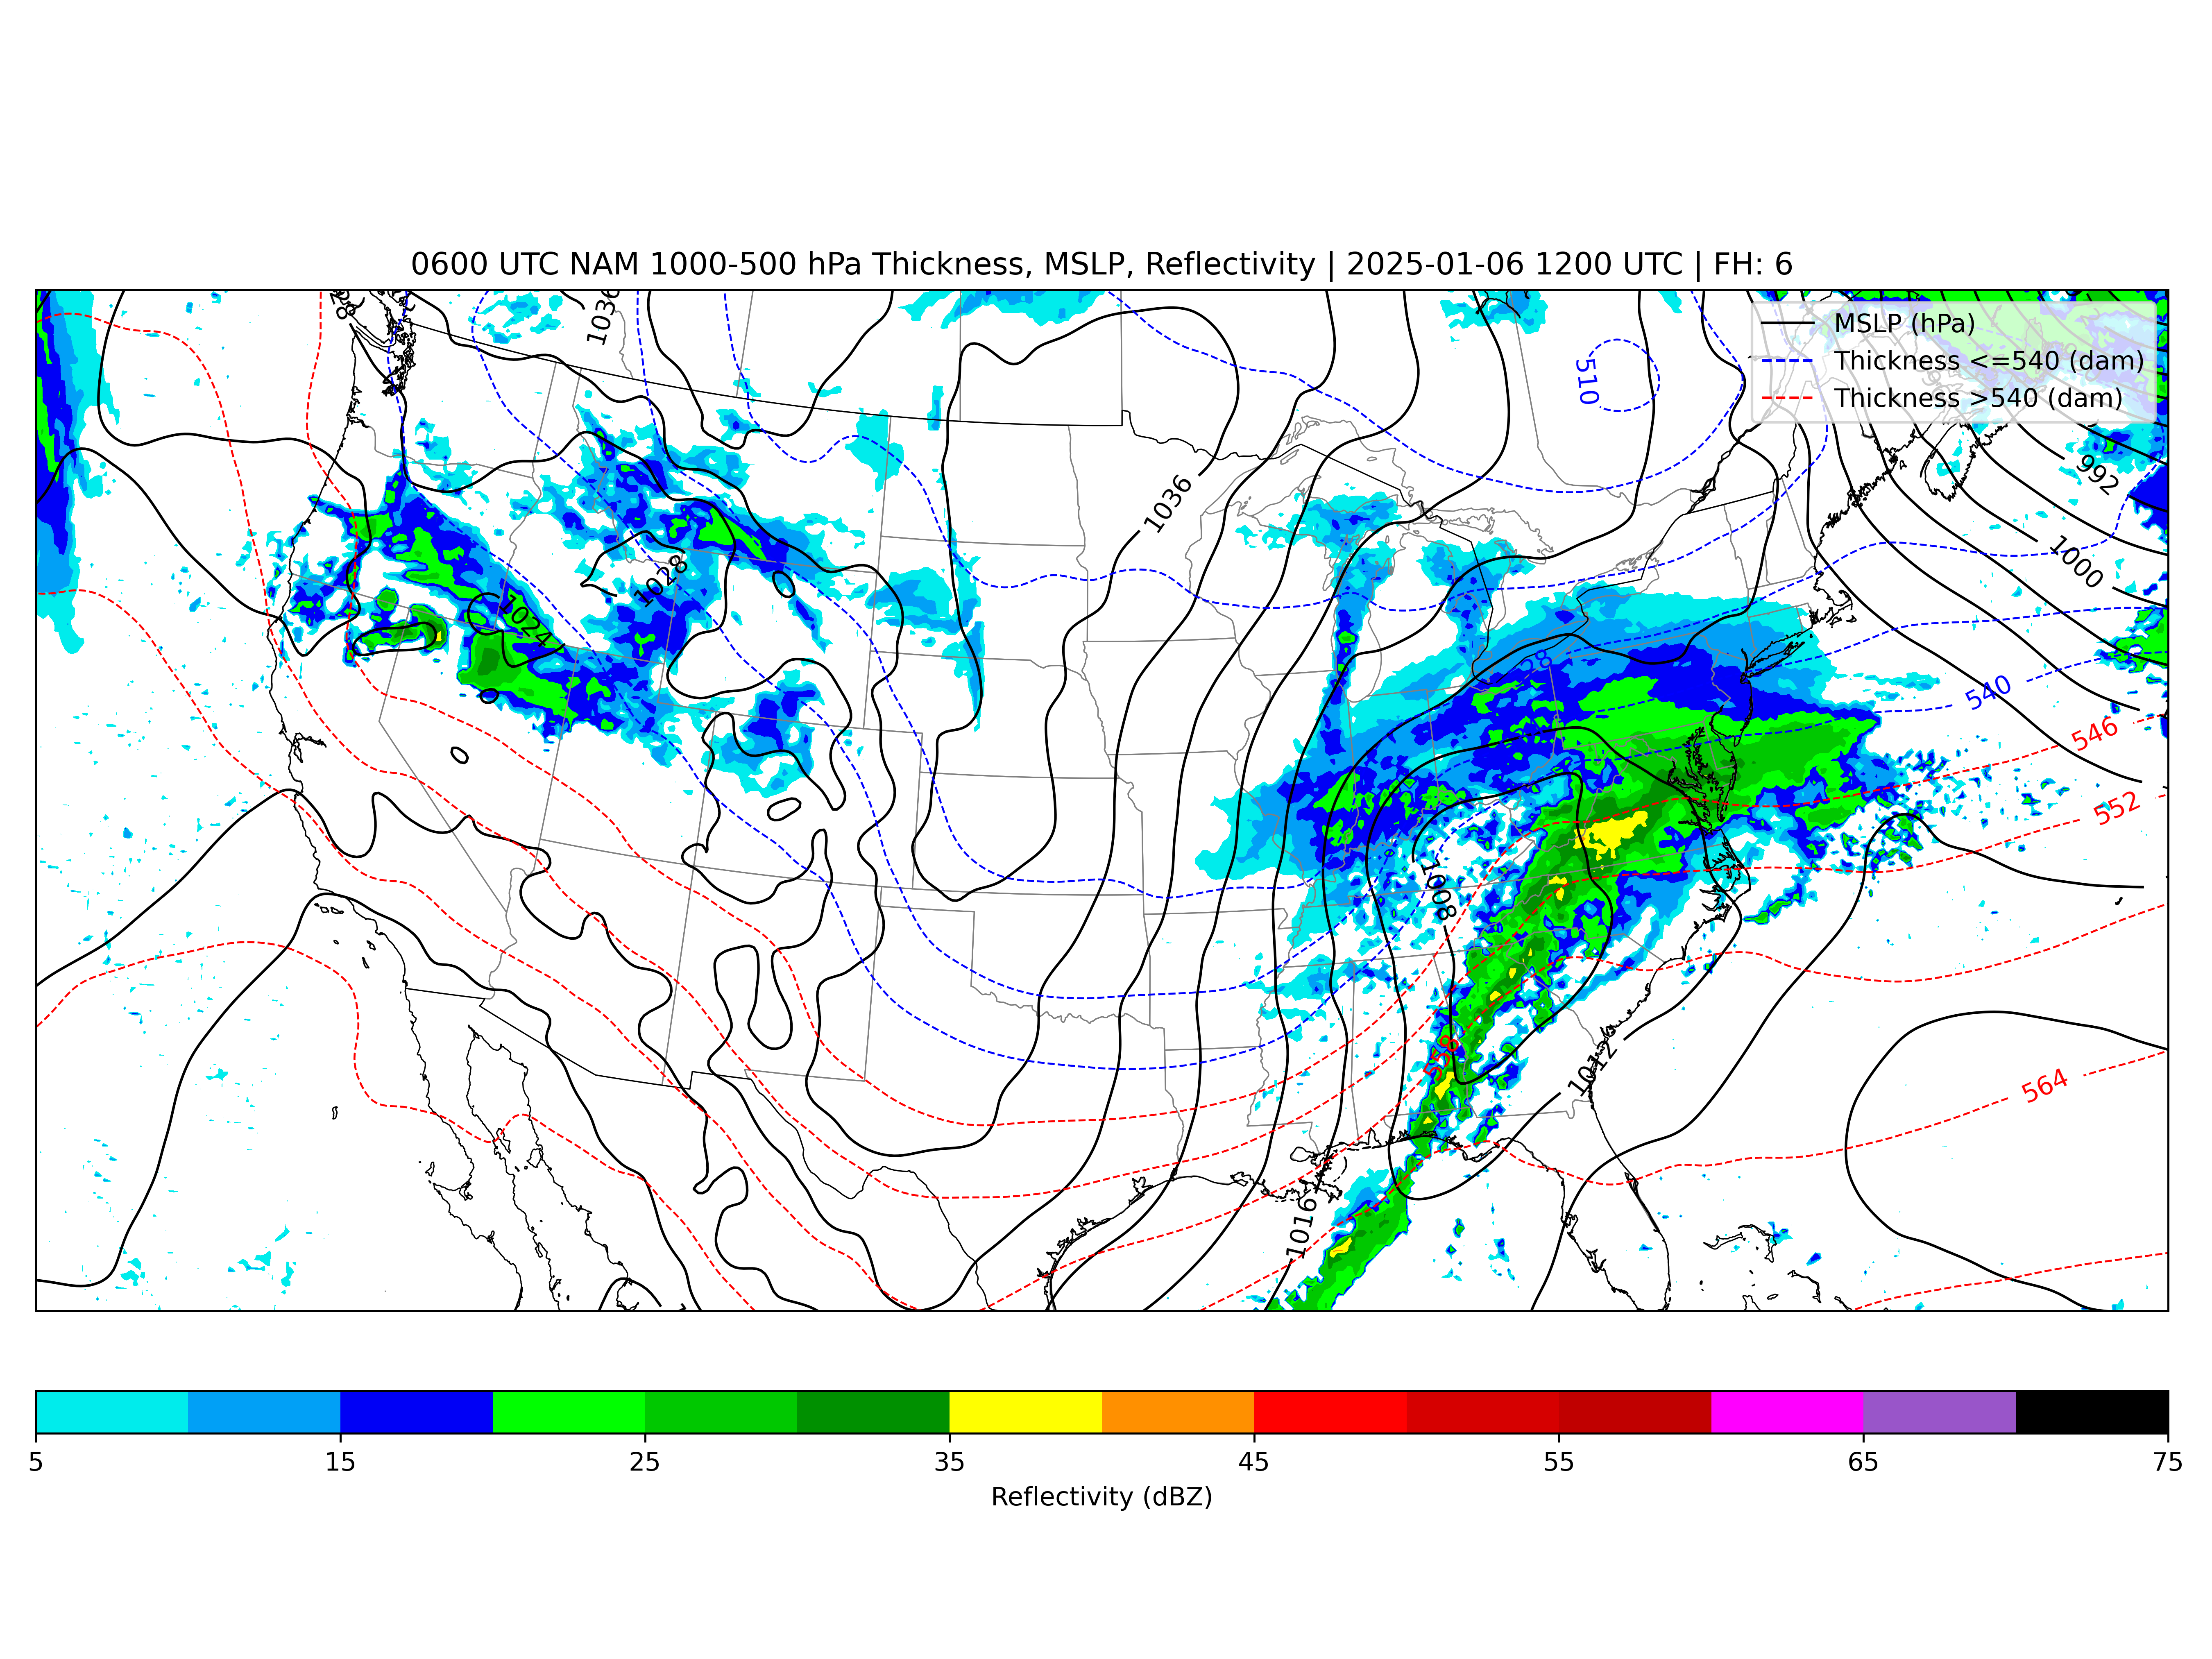 0600 UTC NAM 1000-500 hPa Thickness, MSLP, Reflectivity | 2025-01-06 1200 UTC | FH: 6
MSLP (hPa)
Thickness <=540 (dam)
Thickness >540 (dam)
1036
510
992
1036
1000
1028
1024
540
546
552
1008
558
1012
564
1016
5 15 25 35 45 55 65 75
Reflectivity (dBZ)